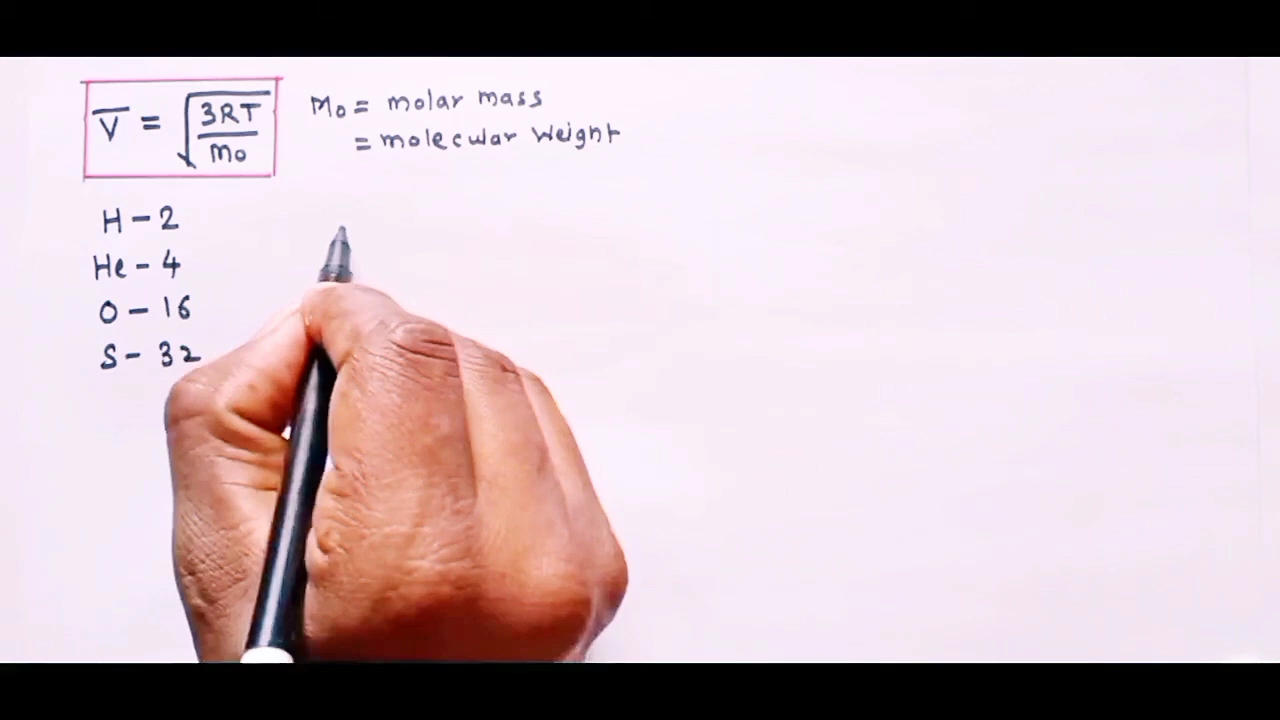 V̅ = √(3RT/Mo)
Mo = molar mass
= molecular weight
H - 2
He - 4
O - 16
S - 32